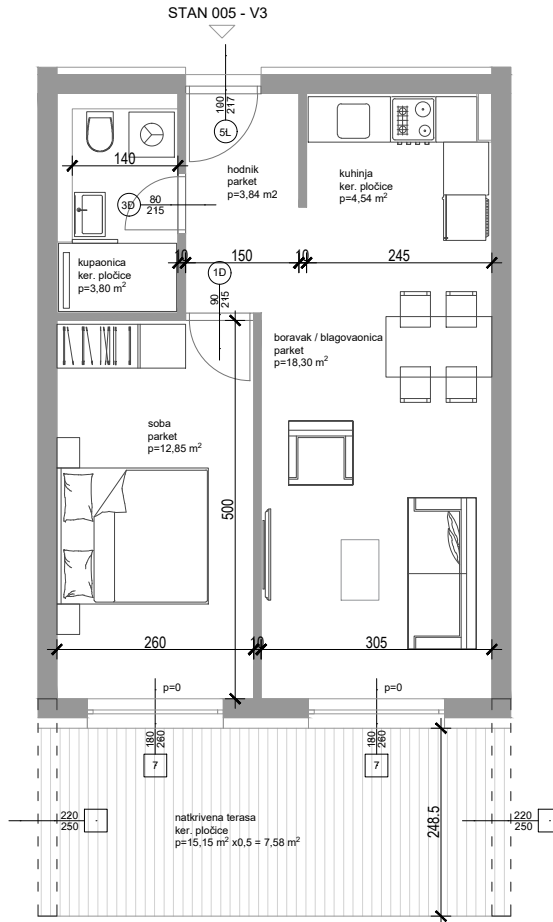 STAN 005 - V3
100
217
5L
hodnik
parket
p=3,84 m2
kuhinja
ker. pločice
p=4,54 m²
140
3D
80
215
10
150
10
245
kupaonica
ker. pločice
p=3,80 m²
1D
90
215
boravak / blagovaonica
parket
p=18,30 m²
soba
parket
p=12,85 m²
500
260
10
305
p=0
p=0
180
260
7
180
260
7
220
250
natkrivena terasa
ker. pločice
p=15,15 m² x0,5 = 7,58 m²
248.5
220
250